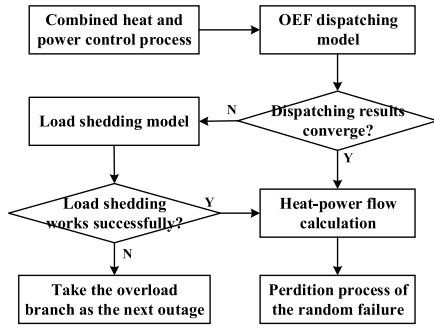 Combined heat and
power control process
OEF dispatching
model
Dispatching results
converge?
N
Load shedding model
Y
Load shedding
works successfully?
Y
Heat-power flow
calculation
N
Take the overload
branch as the next outage
Perdition process of
the random failure